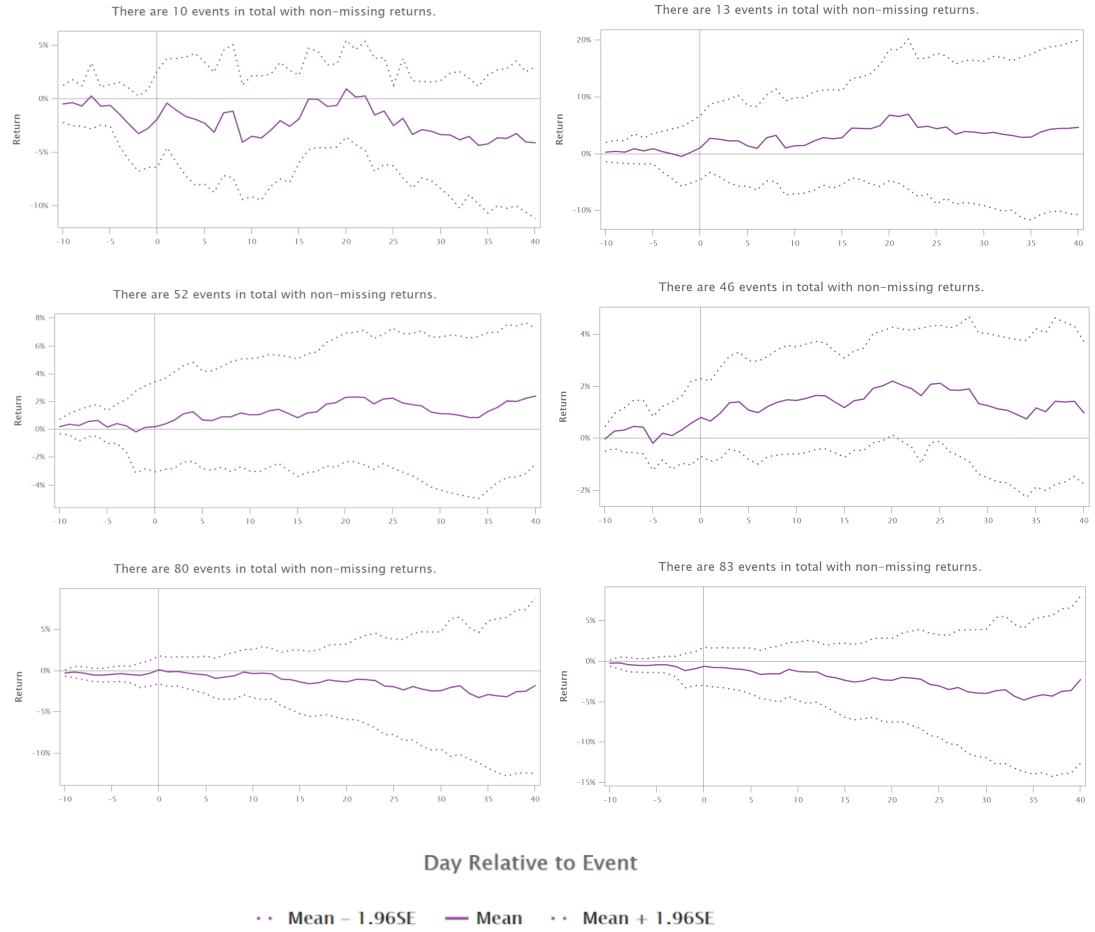 There are 10 events in total with non-missing returns.
5%
0%
-5%
-10%
Return
-10 -5 0 5 10 15 20 25 30 35 40
There are 13 events in total with non-missing returns.
20%
10%
0%
-10%
Return
-10 -5 0 5 10 15 20 25 30 35 40
There are 52 events in total with non-missing returns.
8%
6%
4%
2%
0%
-2%
-4%
Return
-10 -5 0 5 10 15 20 25 30 35 40
There are 46 events in total with non-missing returns.
4%
2%
0%
-2%
Return
-10 -5 0 5 10 15 20 25 30 35 40
There are 80 events in total with non-missing returns.
5%
0%
-5%
-10%
Return
-10 -5 0 5 10 15 20 25 30 35 40
There are 83 events in total with non-missing returns.
5%
0%
-5%
-10%
-15%
Return
-10 -5 0 5 10 15 20 25 30 35 40
Day Relative to Event
Mean - 1.96SE Mean Mean + 1.96SE